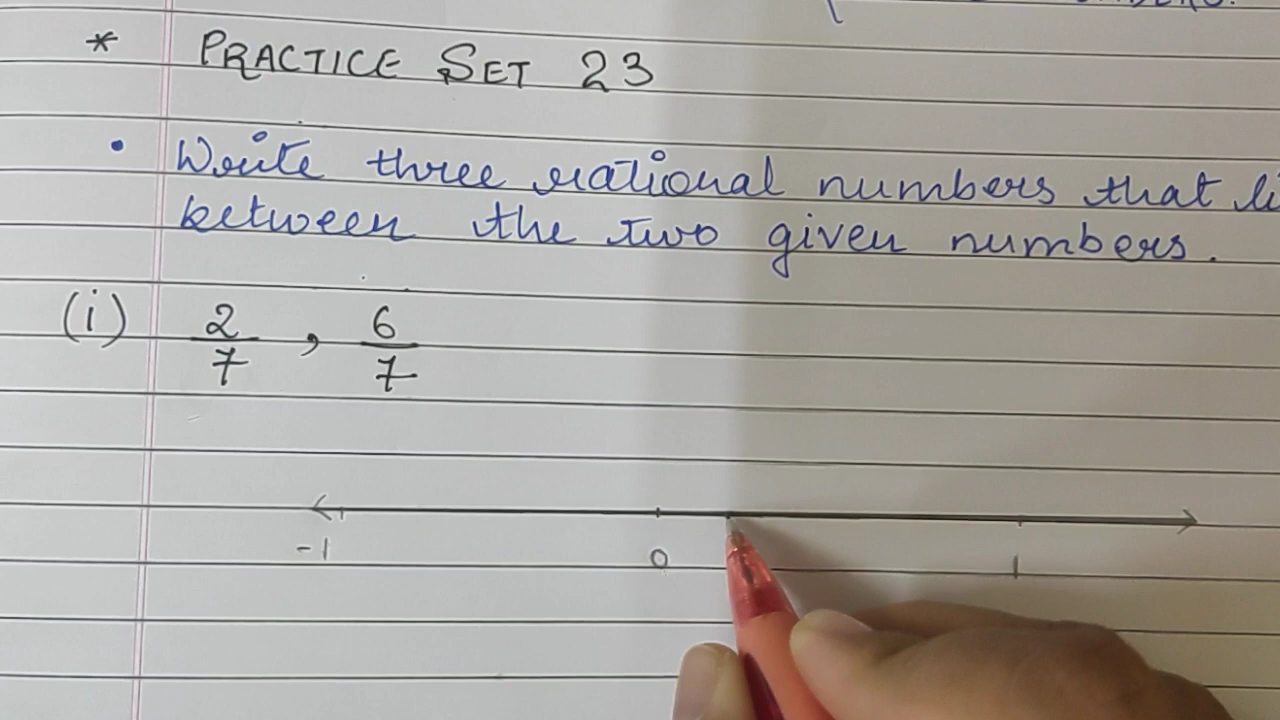 * PRACTICE SET 23
• Write three rational numbers that
between the two given numbers.
(i) 2/7 , 6/7
-1 0 1